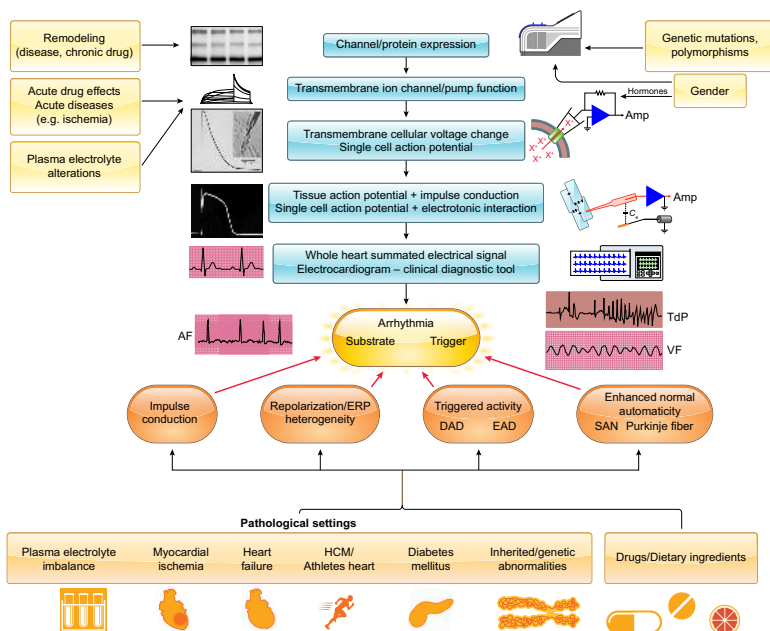 Remodeling
(disease, chronic drug)
Channel/protein expression
Genetic mutations,
polymorphisms
Acute drug effects
Acute diseases
(e.g. ischemia)
Transmembrane ion channel/pump function
Hormones
Gender
Amp
X⁺
X⁺
X⁺
X⁺
X⁺
Plasma electrolyte
alterations
Transmembrane cellular voltage change
Single cell action potential
Tissue action potential + impulse conduction
Single cell action potential + electrotonic interaction
Amp
Whole heart summated electrical signal
Electrocardiogram – clinical diagnostic tool
AF
Arrhythmia
Substrate Trigger
TdP
VF
Impulse
conduction
Repolarization/ERP
heterogeneity
Triggered activity
DAD EAD
Enhanced normal
automaticity
SAN Purkinje fiber
Pathological settings
Plasma electrolyte
imbalance
Myocardial
ischemia
Heart
failure
HCM/
Athletes heart
Diabetes
mellitus
Inherited/genetic
abnormalities
Drugs/Dietary ingredients